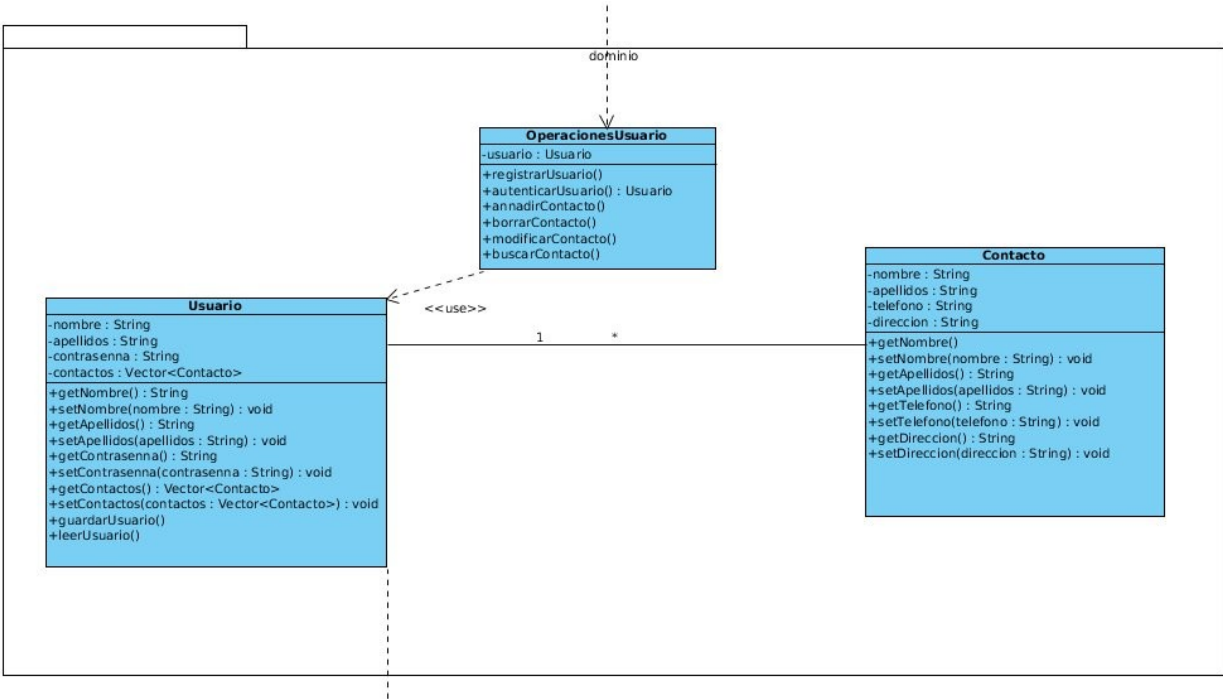 dominio
OperacionesUsuario
-usuario : Usuario
+registrarUsuario()
+autenticarUsuario() : Usuario
+annadirContacto()
+borrarContacto()
+modificarContacto()
+buscarContacto()
<<use>>
Usuario
-nombre : String
-apellidos : String
-contrasenna : String
-contactos : Vector<Contacto>
+getNombre() : String
+setNombre(nombre : String) : void
+getApellidos() : String
+setApellidos(apellidos : String) : void
+getContrasenna() : String
+setContrasenna(contrasenna : String) : void
+getContactos() : Vector<Contacto>
+setContactos(contactos : Vector<Contacto>) : void
+guardarUsuario()
+leerUsuario()
1 *
Contacto
-nombre : String
-apellidos : String
-telefono : String
-direccion : String
+getNombre()
+setNombre(nombre : String) : void
+getApellidos() : String
+setApellidos(apellidos : String) : void
+getTelefono() : String
+setTelefono(telefono : String) : void
+getDireccion() : String
+setDireccion(direccion : String) : void